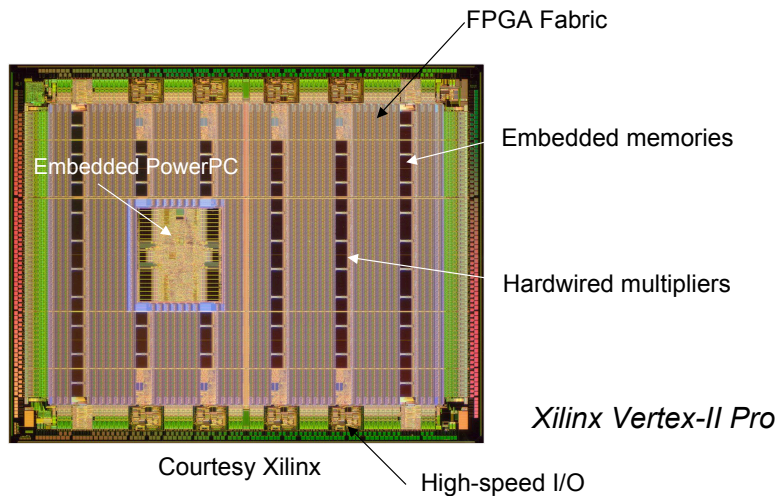 FPGA Fabric
Embedded memories
Embedded PowerPC
Hardwired multipliers
Xilinx Vertex-II Pro
Courtesy Xilinx
High-speed I/O